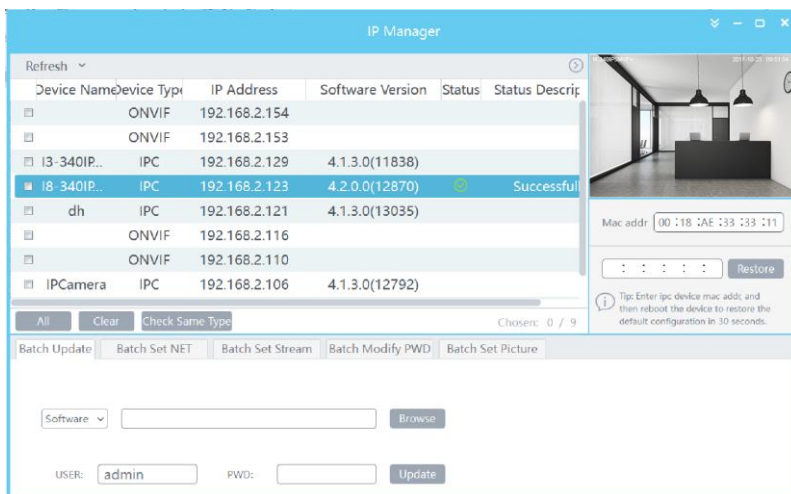 IP Manager
Refresh
Device Name Device Type IP Address Software Version Status Status Descrip
ONVIF 192.168.2.154
ONVIF 192.168.2.153
I3-340IP... IPC 192.168.2.129 4.1.3.0(11838)
I8-340IP... IPC 192.168.2.123 4.2.0.0(12870) Successful
dh IPC 192.168.2.121 4.1.3.0(13035)
ONVIF 192.168.2.116
ONVIF 192.168.2.110
IPCamera IPC 192.168.2.106 4.1.3.0(12792)
Mac addr 00 :18 :AE :33 :33 :11
: : : : : Restore
Tip: Enter ipc device mac addr, and
then reboot the device to restore the
default configuration in 30 seconds.
All Clear Check Same Type Chosen: 0 / 9
Batch Update Batch Set NET Batch Set Stream Batch Modify PWD Batch Set Picture
Software Browse
USER: admin PWD: Update